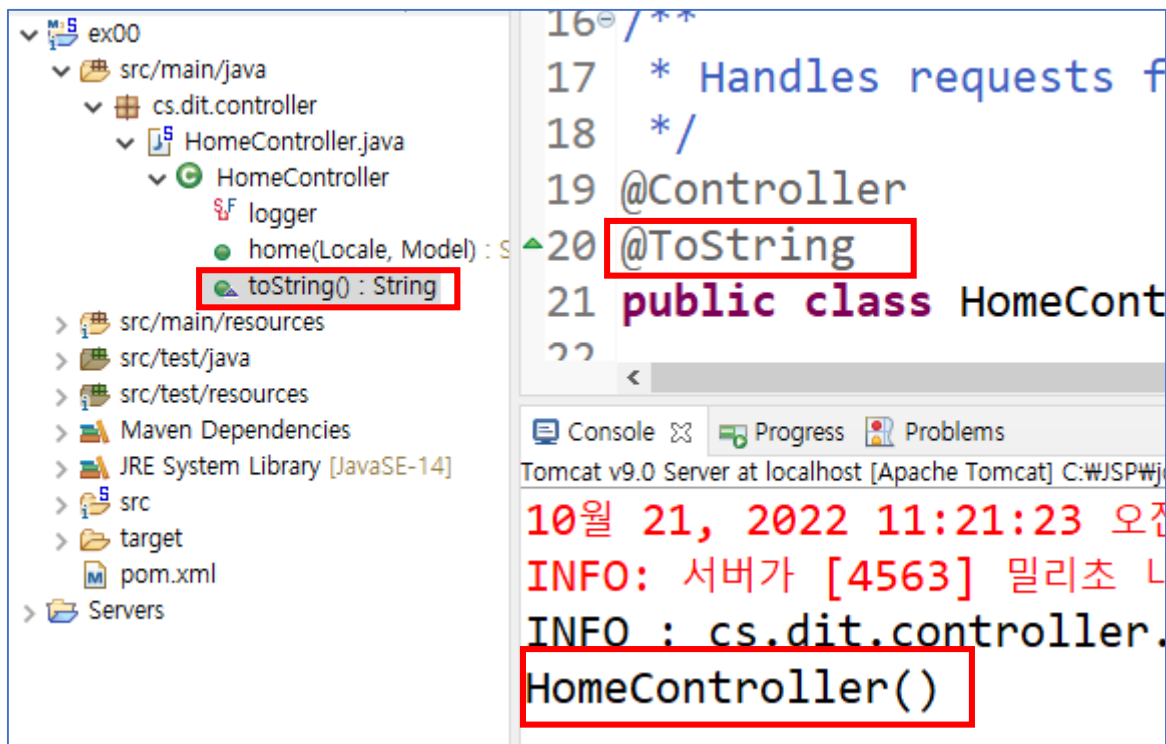 ex00
src/main/java
cs.dit.controller
HomeController.java
HomeController
logger
home(Locale, Model) : S
toString() : String
src/main/resources
src/test/java
src/test/resources
Maven Dependencies
JRE System Library [JavaSE-14]
src
target
pom.xml
Servers
16 /**
17 * Handles requests f
18 */
19 @Controller
20 @ToString
21 public class HomeCont
22
Console Progress Problems
Tomcat v9.0 Server at localhost [Apache Tomcat] C:₩JSP₩j
10월 21, 2022 11:21:23 오전
INFO: 서버가 [4563] 밀리초 
INFO : cs.dit.controller.
HomeController()